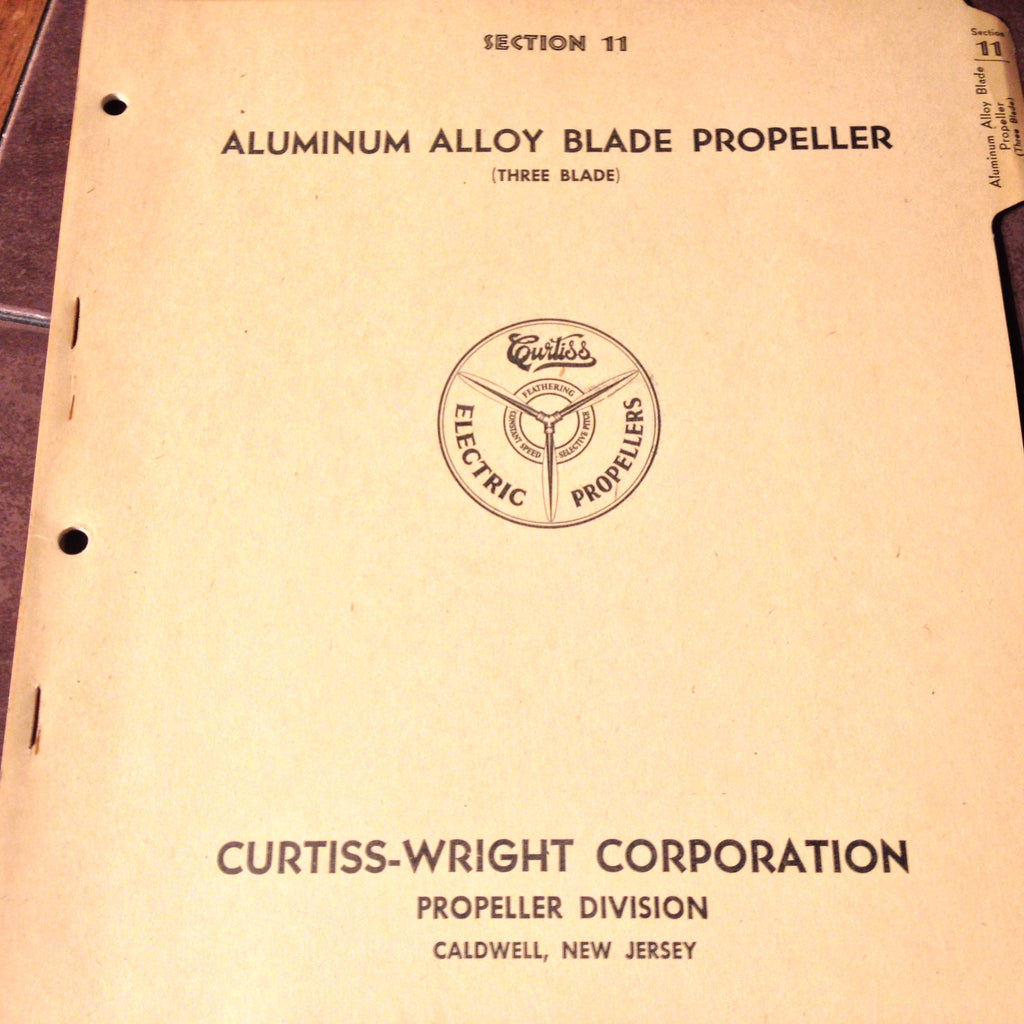 SECTION 11
ALUMINUM ALLOY BLADE PROPELLER
(THREE BLADE)
Section
11
Aluminum Alloy Blade
Propeller
(Three Blade)
Curtiss
FEATHERING
CONSTANT SPEED
SELECTIVE PITCH
ELECTRIC
PROPELLERS
CURTISS-WRIGHT CORPORATION
PROPELLER DIVISION
CALDWELL, NEW JERSEY